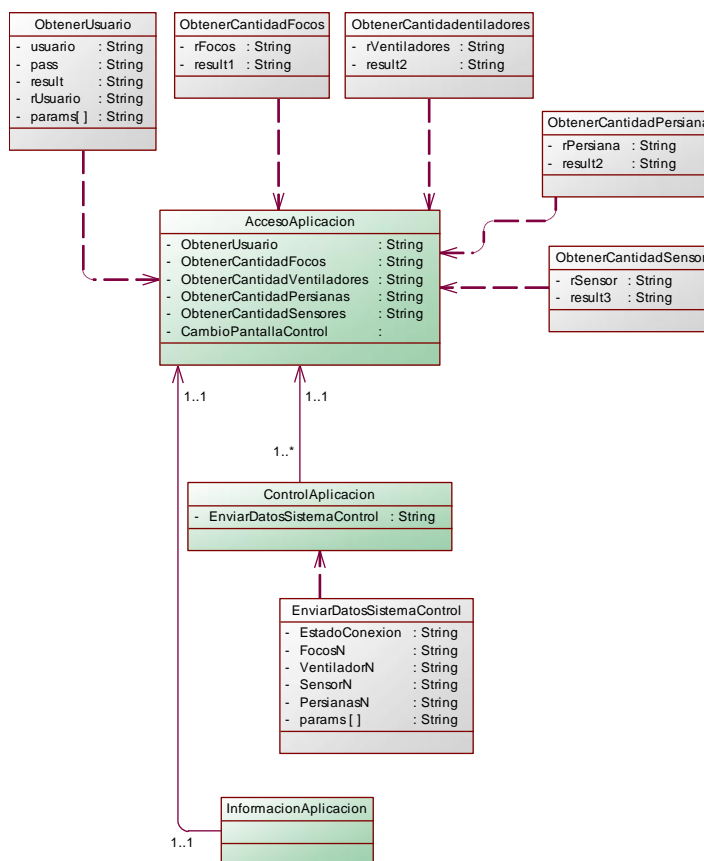 ObtenerUsuario
- usuario : String
- pass : String
- result : String
- rUsuario : String
- params[ ] : String
ObtenerCantidadFocos
- rFocos : String
- result1 : String
ObtenerCantidadentiladores
- rVentiladores : String
- result2 : String
ObtenerCantidadPersiana
- rPersiana : String
- result2 : String
AccesoAplicacion
- ObtenerUsuario : String
- ObtenerCantidadFocos : String
- ObtenerCantidadVentiladores : String
- ObtenerCantidadPersianas : String
- ObtenerCantidadSensores : String
- CambioPantallaControl :
ObtenerCantidadSensor
- rSensor : String
- result3 : String
1..1
1..1
1..*
ControlAplicacion
- EnviarDatosSistemaControl : String
EnviarDatosSistemaControl
- EstadoConexion : String
- FocosN : String
- VentiladorN : String
- SensorN : String
- PersianasN : String
- params [ ] : String
InformacionAplicacion
1..1